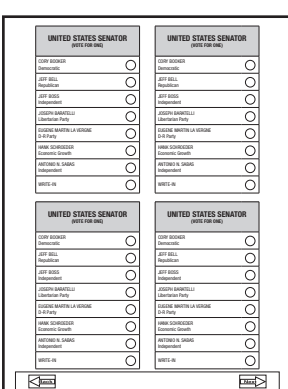 UNITED STATES SENATOR
(VOTE FOR ONE)
CORY BOOKER
Democratic
JEFF BELL
Republican
JEFF BOSS
Independent
JOSEPH BARATELLI
Libertarian Party
EUGENE MARTIN LA VERGNE
D-R Party
HANK SCHROEDER
Economic Growth
ANTONIO N. SABAS
Independent
WRITE-IN
UNITED STATES SENATOR
(VOTE FOR ONE)
CORY BOOKER
Democratic
JEFF BELL
Republican
JEFF BOSS
Independent
JOSEPH BARATELLI
Libertarian Party
EUGENE MARTIN LA VERGNE
D-R Party
HANK SCHROEDER
Economic Growth
ANTONIO N. SABAS
Independent
WRITE-IN
UNITED STATES SENATOR
(VOTE FOR ONE)
CORY BOOKER
Democratic
JEFF BELL
Republican
JEFF BOSS
Independent
JOSEPH BARATELLI
Libertarian Party
EUGENE MARTIN LA VERGNE
D-R Party
HANK SCHROEDER
Economic Growth
ANTONIO N. SABAS
Independent
WRITE-IN
UNITED STATES SENATOR
(VOTE FOR ONE)
CORY BOOKER
Democratic
JEFF BELL
Republican
JEFF BOSS
Independent
JOSEPH BARATELLI
Libertarian Party
EUGENE MARTIN LA VERGNE
D-R Party
HANK SCHROEDER
Economic Growth
ANTONIO N. SABAS
Independent
WRITE-IN
Back
Next